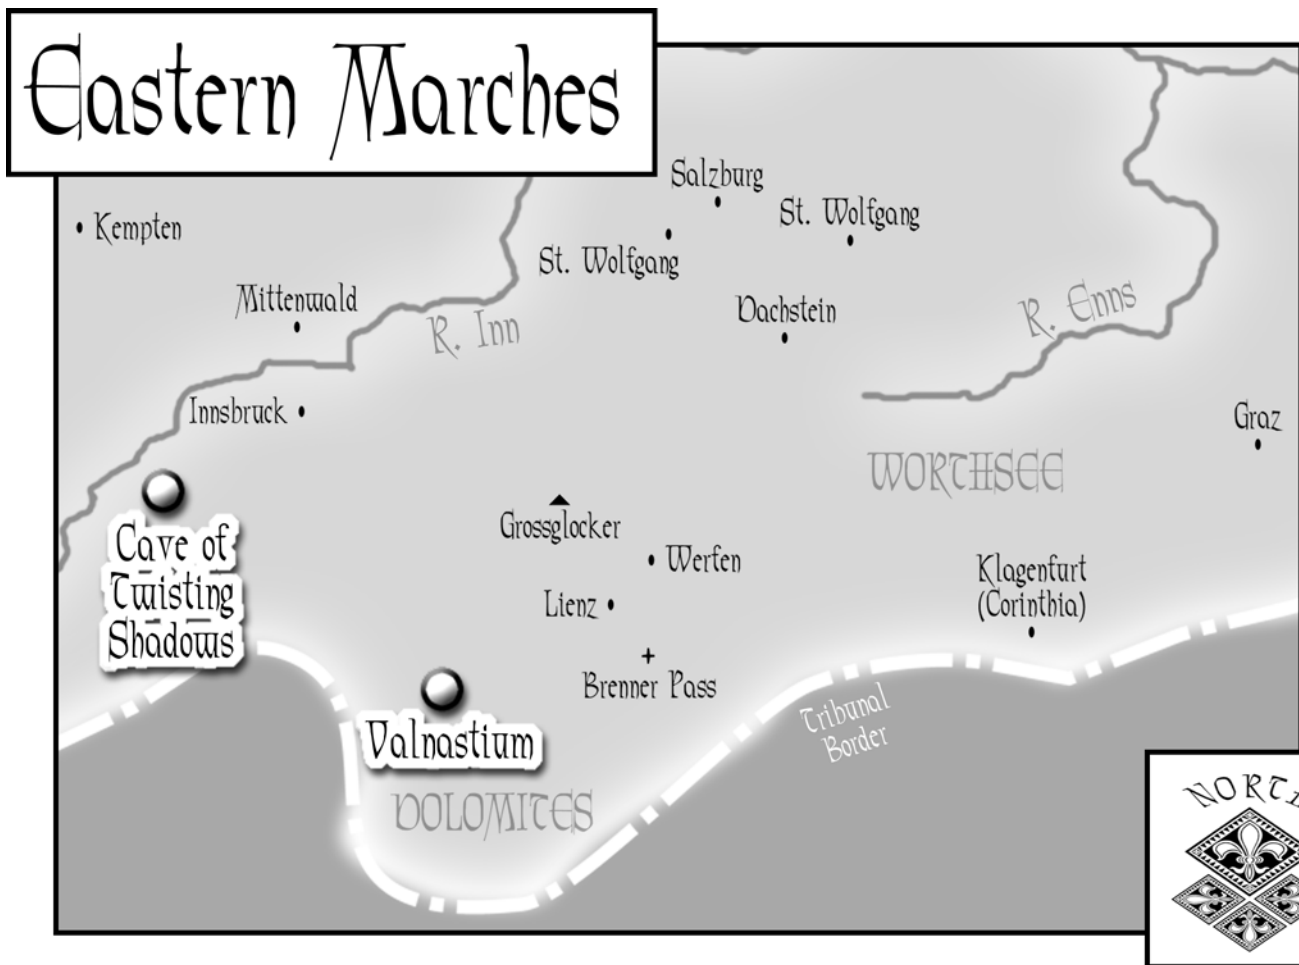 Eastern Marches
Salzburg
St. Wolfgang
Kempten
St. Wolfgang
Mittenwald
R. Inn
Dachstein
R. Enns
Innsbruck
Graz
WORTHSEE
Cave of
Twisting
Shadows
Grossglocker
Werfen
Klagenfurt
(Corinthia)
Lienz
Brenner Pass
Valnastium
Tribunal
Border
DOLOMITES